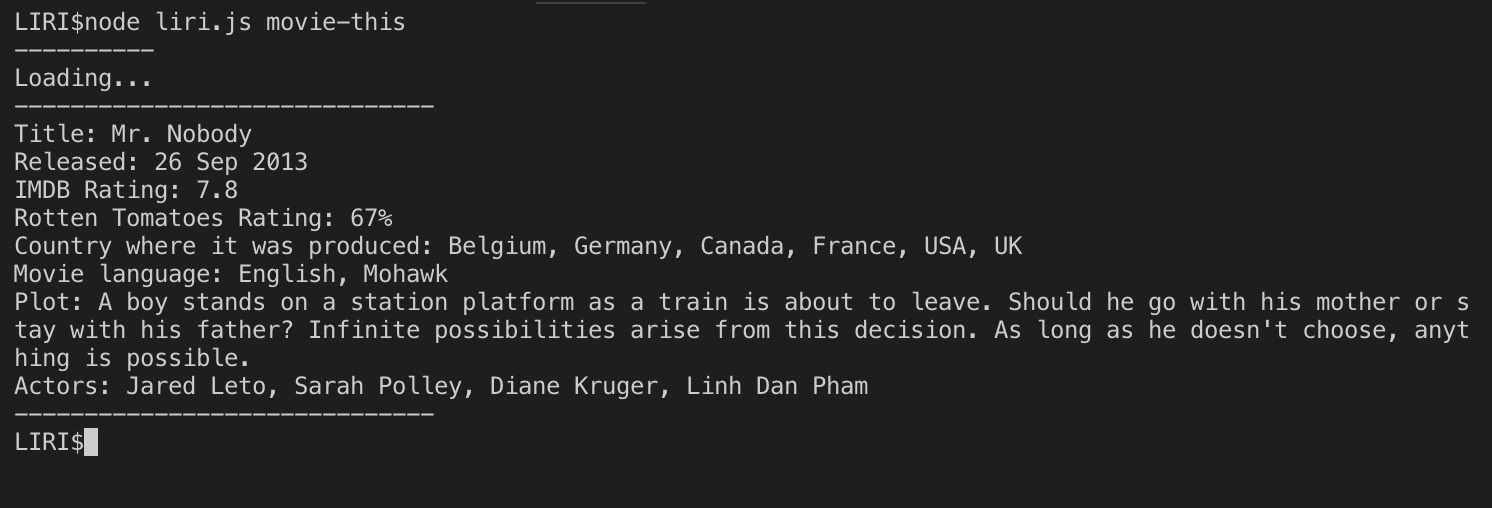 LIRI$node liri.js movie-this
----------
Loading...
------------------------------
Title: Mr. Nobody
Released: 26 Sep 2013
IMDB Rating: 7.8
Rotten Tomatoes Rating: 67%
Country where it was produced: Belgium, Germany, Canada, France, USA, UK
Movie language: English, Mohawk
Plot: A boy stands on a station platform as a train is about to leave. Should he go with his mother or s
tay with his father? Infinite possibilities arise from this decision. As long as he doesn't choose, anyt
hing is possible.
Actors: Jared Leto, Sarah Polley, Diane Kruger, Linh Dan Pham
------------------------------
LIRI$